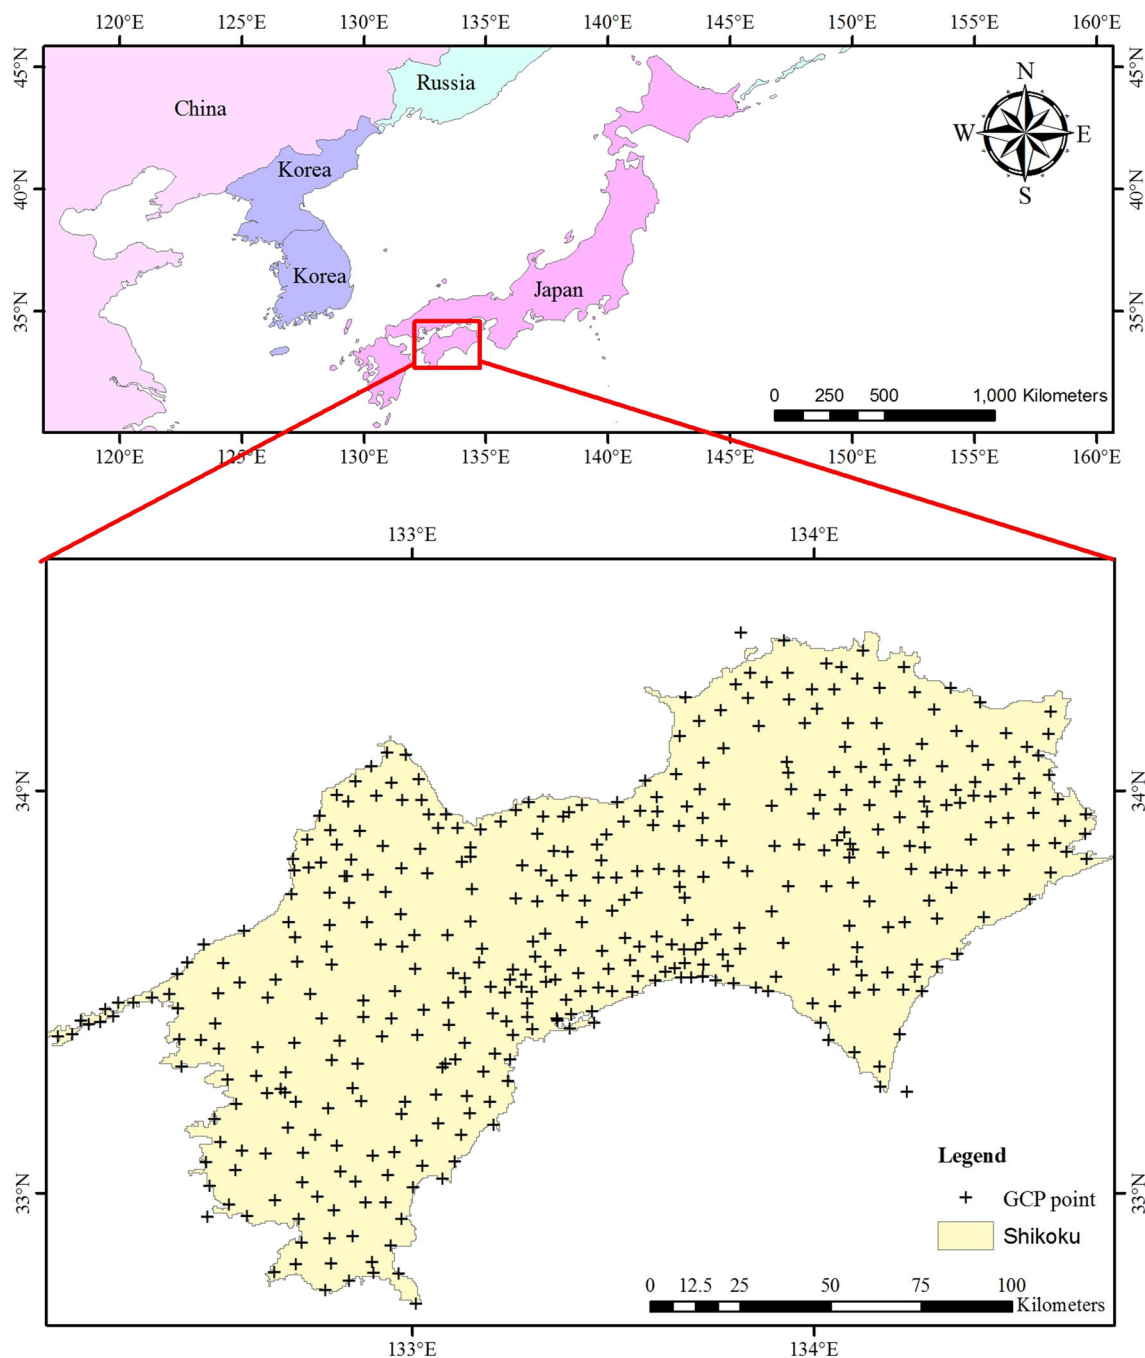 120°E 125°E 130°E 135°E 140°E 145°E 150°E 155°E 160°E
45°N 45°N
Russia
China
N
W E
S
Korea
40°N 40°N
Korea
Japan
35°N 35°N
0 250 500 1,000 Kilometers
120°E 125°E 130°E 135°E 140°E 145°E 150°E 155°E 160°E
133°E 134°E
34°N 34°N
33°N 33°N
Legend
GCP point
Shikoku
0 12.5 25 50 75 100
Kilometers
133°E 134°E